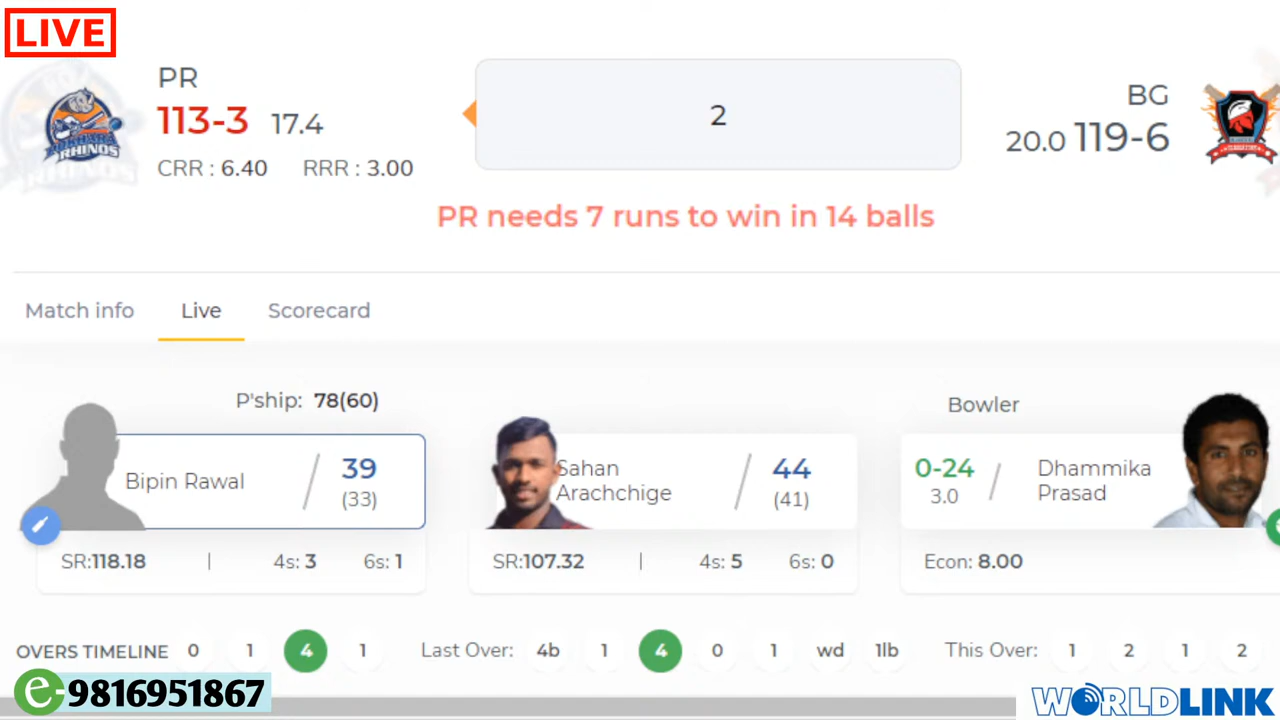 LIVE
PR
113-3 17.4
CRR : 6.40 RRR : 3.00
2
BG
20.0 119-6
POKHARA
RHINOS
PR needs 7 runs to win in 14 balls
Match info Live Scorecard
P'ship: 78(60)
Bipin Rawal 39
(33)
SR:118.18 | 4s: 3 6s: 1
Sahan
Arachchige 44
(41)
SR:107.32 | 4s: 5 6s: 0
Bowler
0-24
3.0
Dhammika
Prasad
Econ: 8.00
OVERS TIMELINE 0 1 4 1 Last Over: 4b 1 4 0 1 wd 1lb This Over: 1 2 1 2
e-9816951867
WORLDLINK